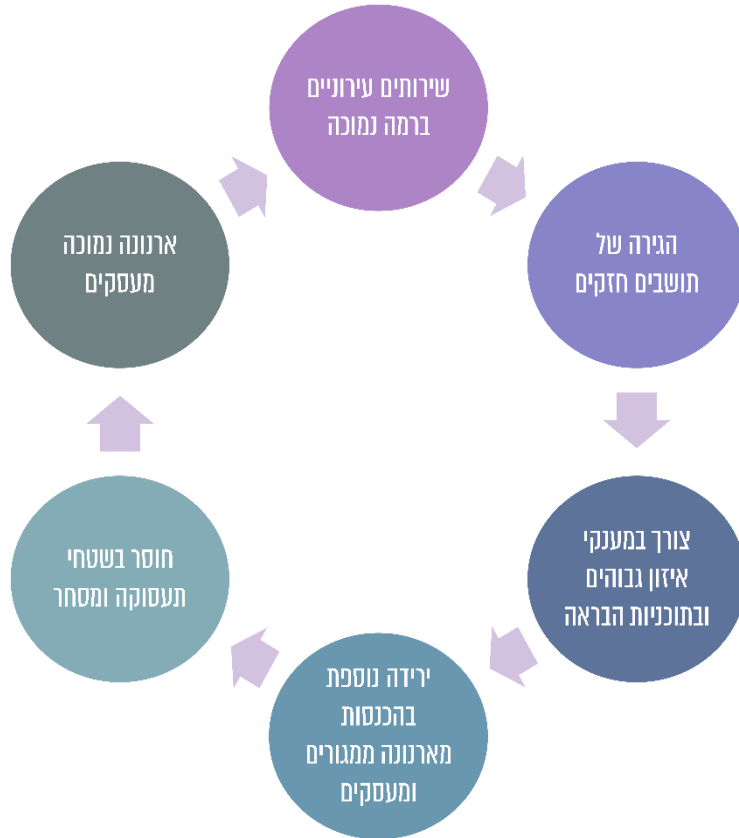 שירותים עירוניים
ברמה נמוכה
הגירה של
תושבים חזקים
צורך במענקי
איזון גבוהים
ובתוכניות הבראה
ירידה נוספת
בהכנסות
מארנונה ממגורים
ומעסקים
חוסר בשטחי
תעסוקה ומסחר
ארנונה נמוכה
מעסקים